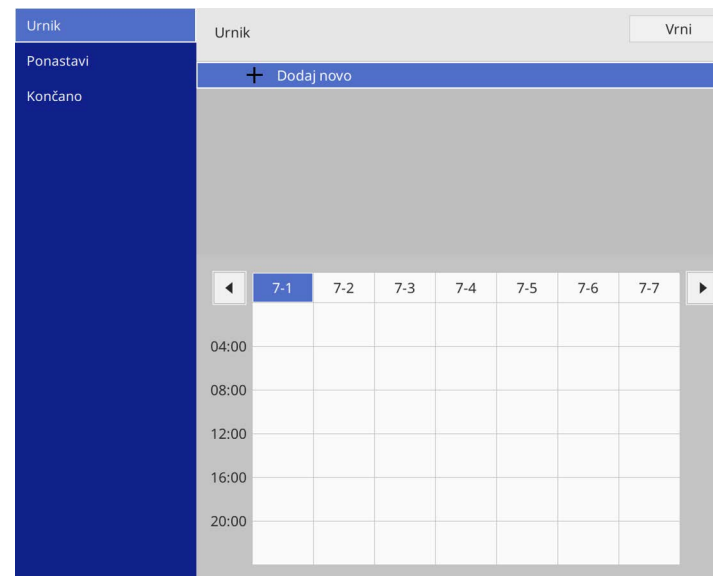 Urnik
Ponastavi
Končano
Urnik
Vrni
Dodaj novo
7-1 7-2 7-3 7-4 7-5 7-6 7-7
04:00
08:00
12:00
16:00
20:00